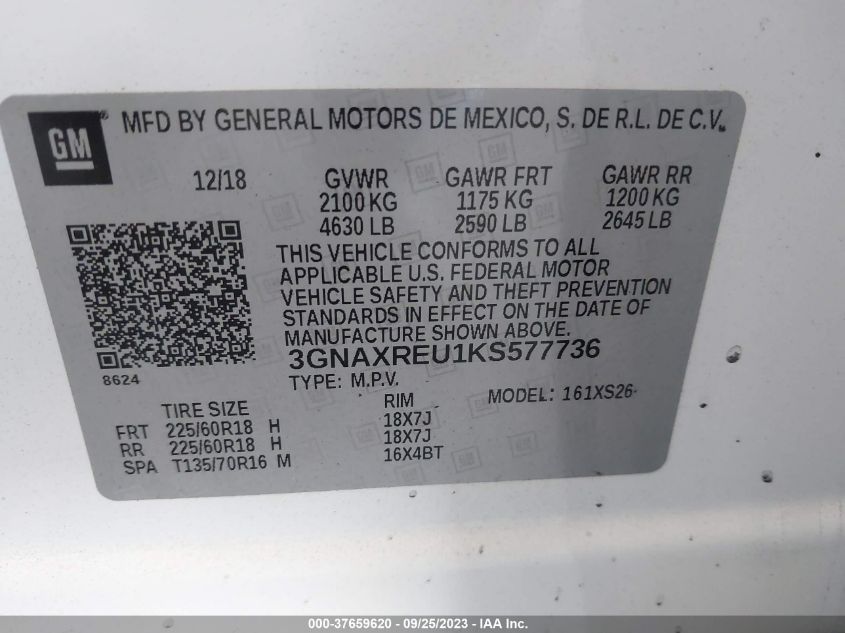 GM
MFD BY GENERAL MOTORS DE MEXICO, S. DE R.L. DE C.V.
12/18
GVWR
2100 KG
4630 LB
GAWR FRT
1175 KG
2590 LB
GAWR RR
1200 KG
2645 LB
THIS VEHICLE CONFORMS TO ALL
APPLICABLE U.S. FEDERAL MOTOR
VEHICLE SAFETY AND THEFT PREVENTION
STANDARDS IN EFFECT ON THE DATE OF
MANUFACTURE SHOWN ABOVE.
8624
3GNAXREU1KS577736
TYPE: M.P.V.
MODEL: 161XS26
TIRE SIZE RIM
FRT 225/60R18 H 18X7J
RR 225/60R18 H 18X7J
SPA T135/70R16 M 16X4BT
000-37659620 / 09/25/2023 - © IAA Inc.